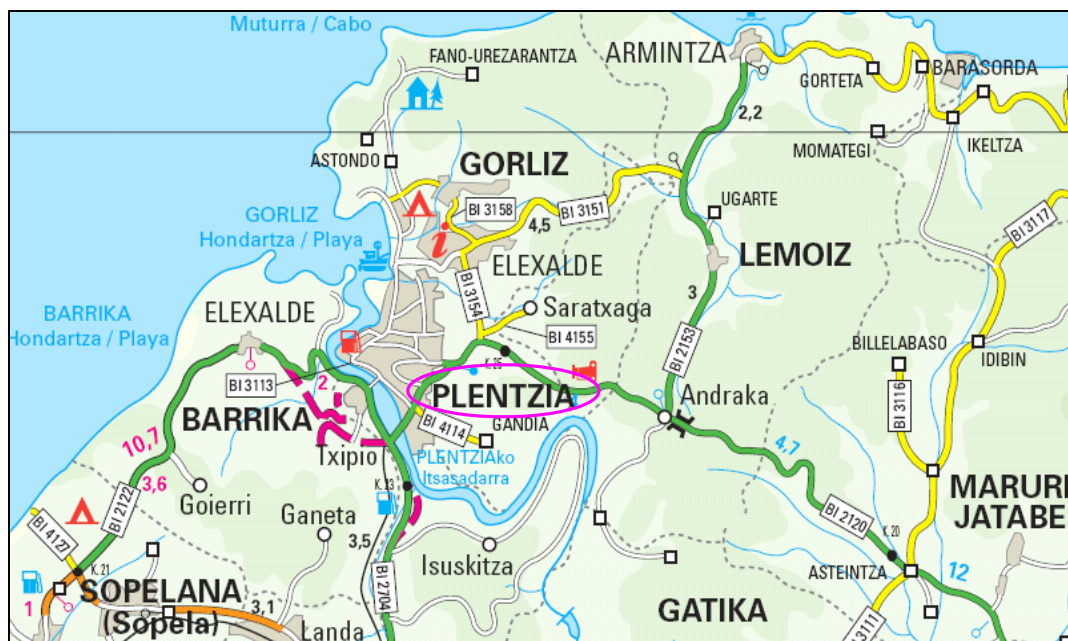 Muturra / Cabo
FANO-UREZARANTZA
ARMINTZA
GORTETA
BARASORDA
2,2
MOMATEGI
IKELTZA
ASTONDO
GORLIZ
UGARTE
BI 3158
BI 3151
4,5
BI 3117
GORLIZ
Hondartza / Playa
LEMOIZ
ELEXALDE
BI 3154
Saratxaga
3
BARRIKA
Hondartza / Playa
ELEXALDE
BI 4155
BI 2153
BILLELABASO
IDIBIN
K. 25
BI 3113
2
PLENTZIA
Andraka
BI 3116
BARRIKA
BI 4114
GANDIA
10,7
Txipio
PLENTZIAko
Itsasadarra
4,7
3,6
K. 23
Goierri
BI 2122
Ganeta
BI 2120
MARURI
JATABE
BI 4127
3,5
K. 20
Isuskitza
K. 21
ASTEINTZA
12
SOPELANA
(Sopela)
1
3,1
BI 2704
GATIKA
BI 3111
Landa